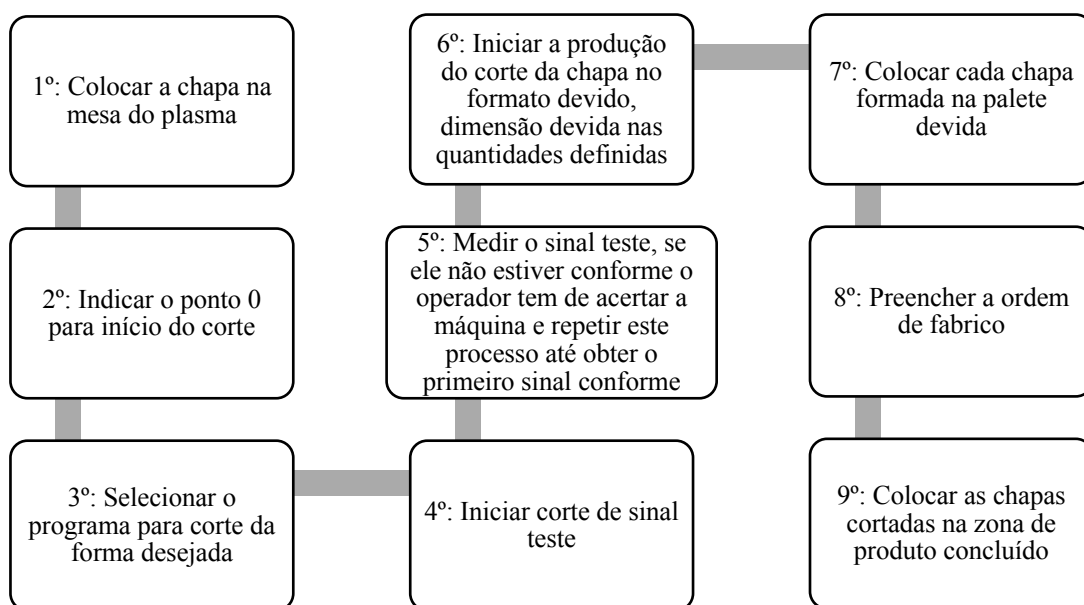 1º: Colocar a chapa na
mesa do plasma
2º: Indicar o ponto 0
para início do corte
3º: Selecionar o
programa para corte da
forma desejada
4º: Iniciar corte de sinal
teste
5º: Medir o sinal teste, se
ele não estiver conforme o
operador tem de acertar a
máquina e repetir este
processo até obter o
primeiro sinal conforme
6º: Iniciar a produção
do corte da chapa no
formato devido,
dimensão devida nas
quantidades definidas
7º: Colocar cada chapa
formada na palete
devida
8º: Preencher a ordem
de fabrico
9º: Colocar as chapas
cortadas na zona de
produto concluído